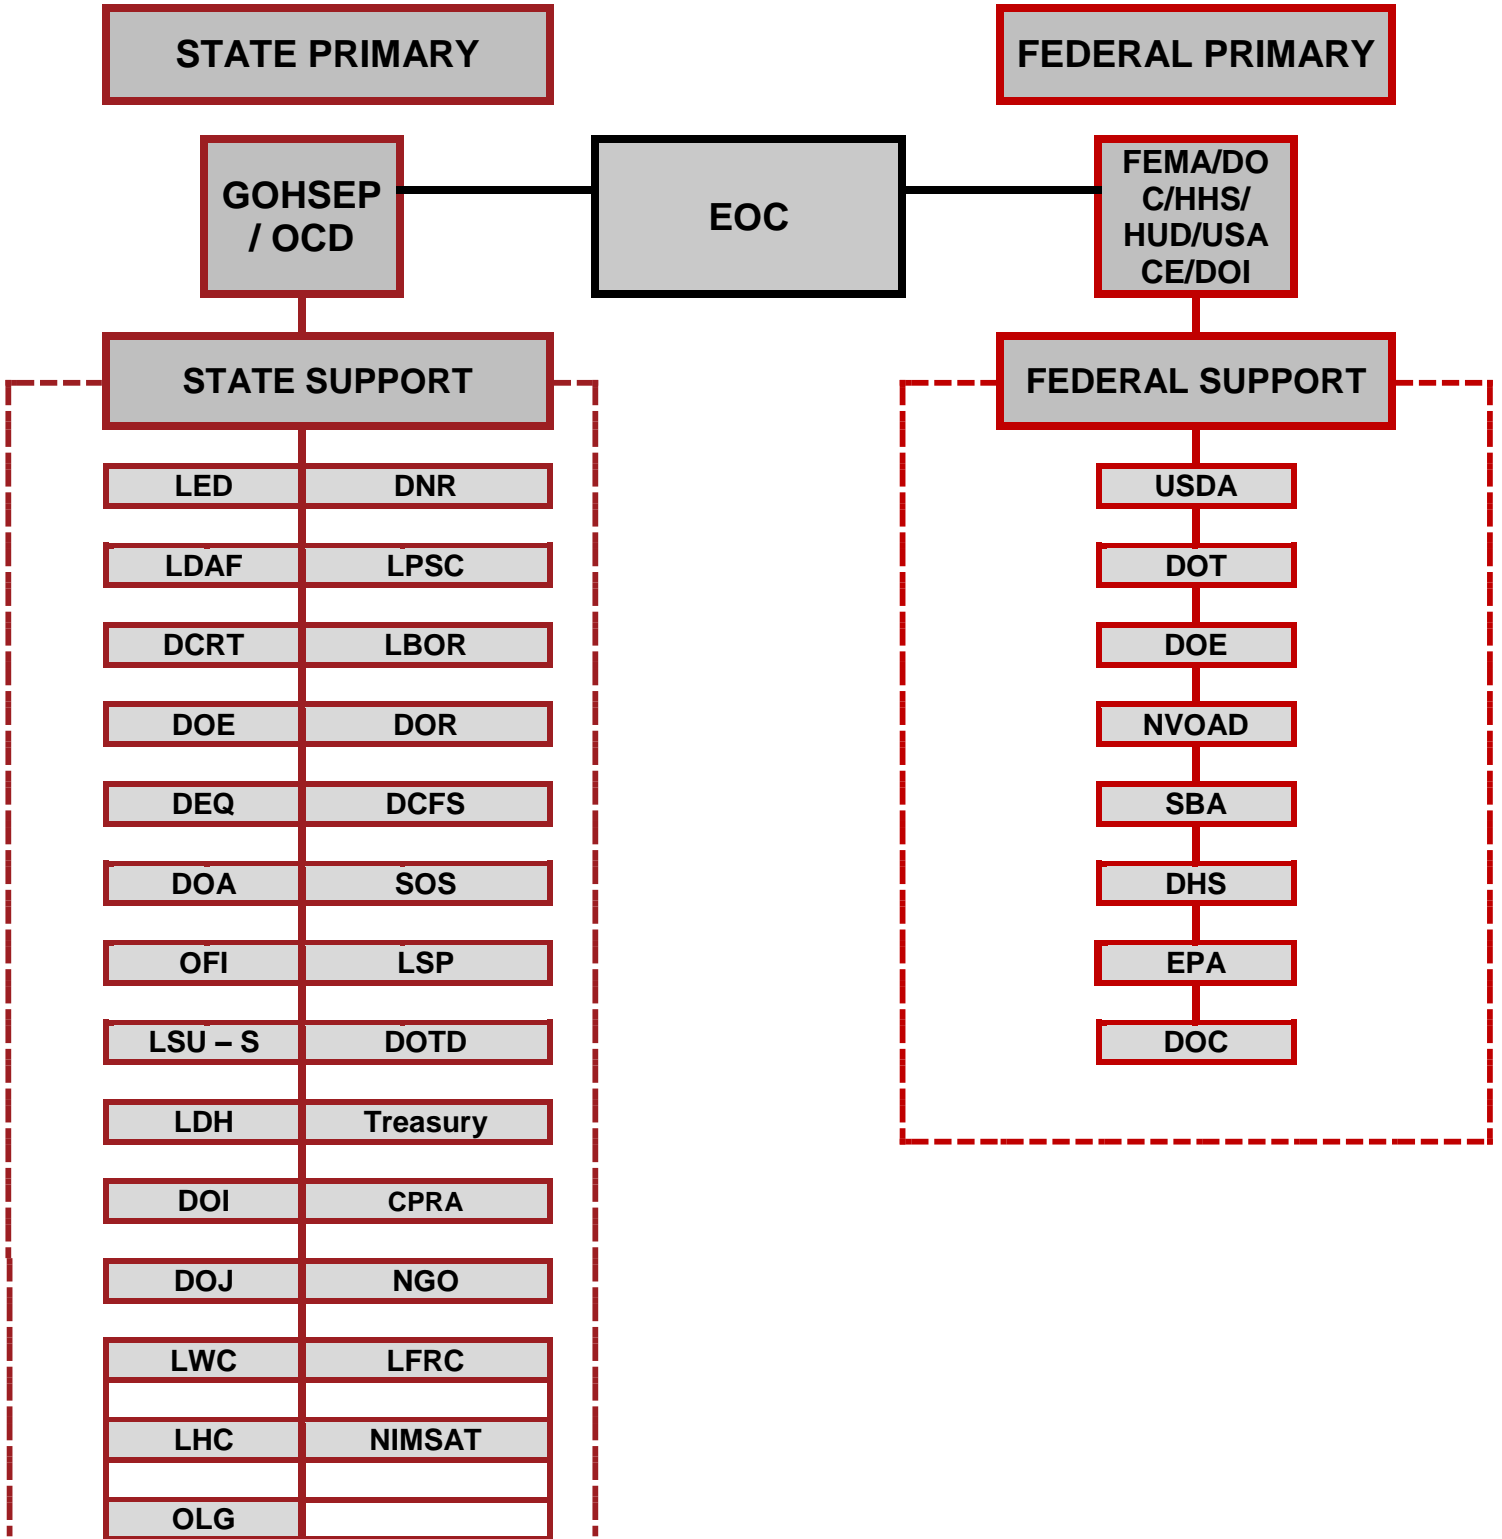 STATE PRIMARY
FEDERAL PRIMARY
GOHSEP
/ OCD
EOC
FEMA/DO
C/HHS/
HUD/USA
CE/DOI
STATE SUPPORT
FEDERAL SUPPORT
LED DNR
USDA
LDAF LPSC
DOT
DCRT LBOR
DOE
DOE DOR
NVOAD
DEQ DCFS
SBA
DOA SOS
DHS
OFI LSP
EPA
LSU – S DOTD
DOC
LDH Treasury
DOI CPRA
DOJ NGO
LWC LFRC
LHC NIMSAT
OLG